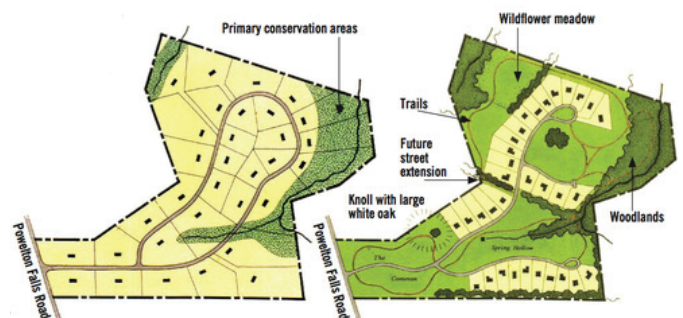 Primary conservation areas
Powelton Falls Road
Wildflower meadow
Trails
Future
street
extension
Knoll with large
white oak
Woodlands
The
Common
Spring Hollow
Powelton Falls Road